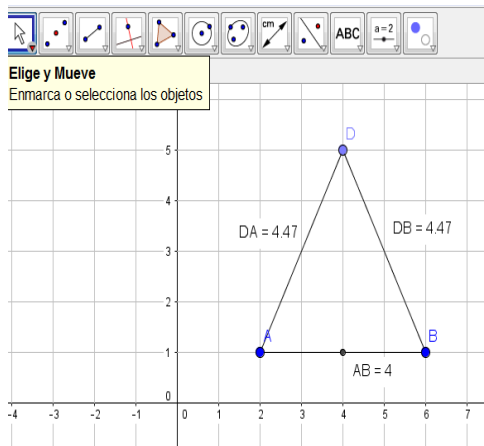 cm
ABC
a=2
Elige y Mueve
Enmarca o selecciona los objetos
D
5
4
DA = 4.47
DB = 4.47
3
2
A
B
1
AB = 4
0
-4 -3 -2 -1 0 1 2 3 4 5 6 7